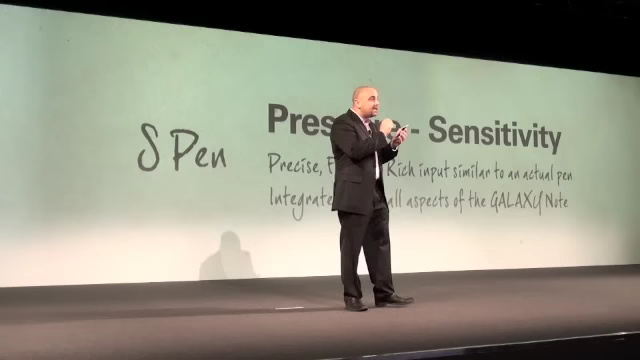 S Pen
- Sensitivity
Precise, Rich input similar to an actual pen
all aspects of the GALAXY Note